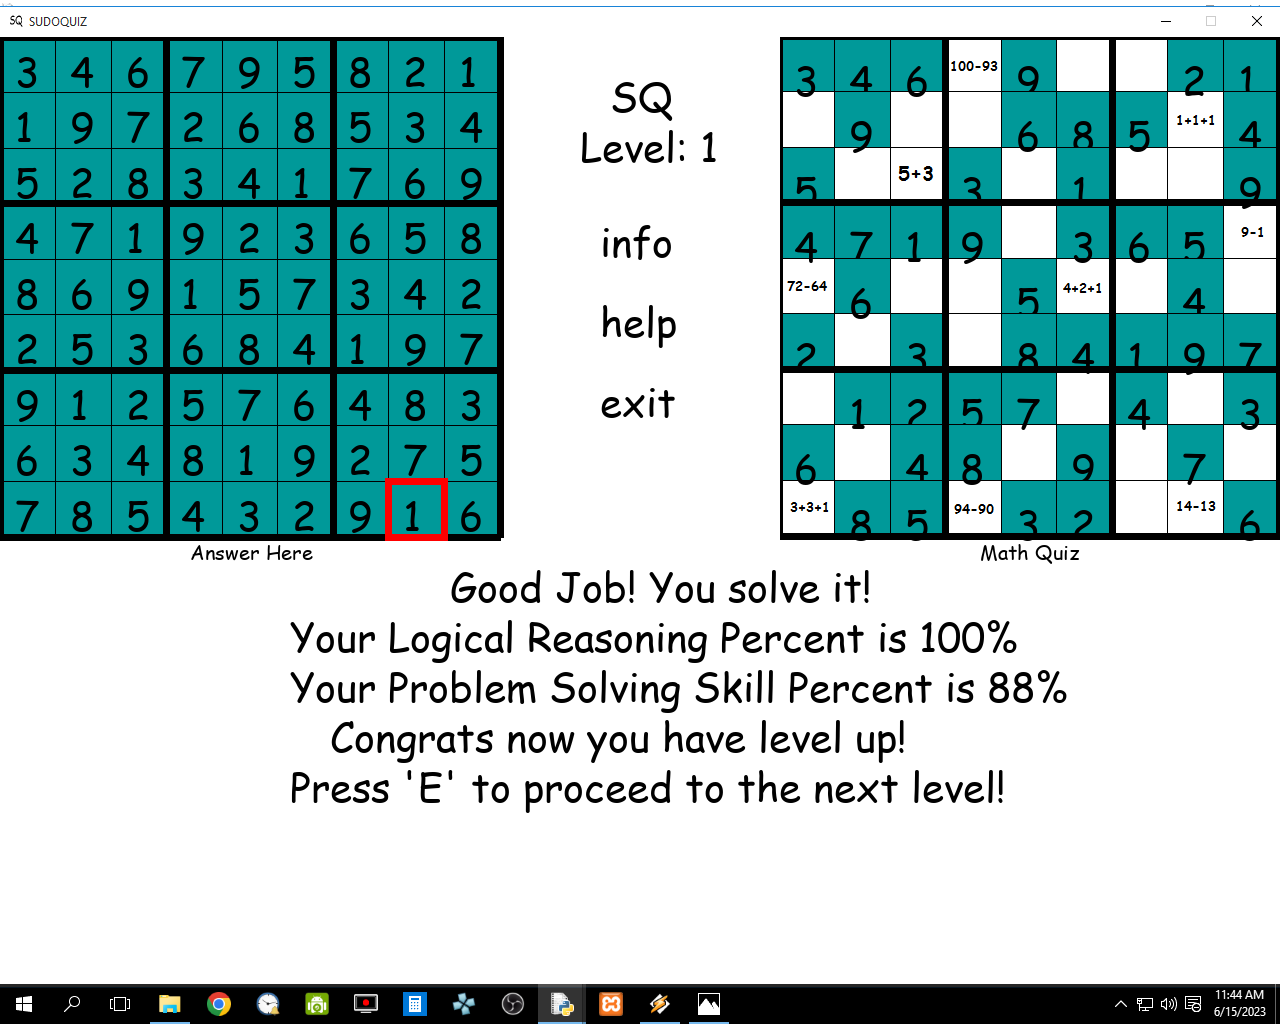 SQ SUDOQUIZ
3 4 6 7 9 5 8 2 1
1 9 7 2 6 8 5 3 4
5 2 8 3 4 1 7 6 9
4 7 1 9 2 3 6 5 8
8 6 9 1 5 7 3 4 2
2 5 3 6 8 4 1 9 7
9 1 2 5 7 6 4 8 3
6 3 4 8 1 9 2 7 5
7 8 5 4 3 2 9 1 6
Answer Here
SQ
Level: 1
info
help
exit
3 4 6 100-93 9 2 1
9 6 8 5 1+1+1 4
5 5+3 3 1 9
4 7 1 9 3 6 5 9-1
72-64 6 5 4+2+1 4
2 3 8 4 1 9 7
1 2 5 7 4 3
6 4 8 9 7
3+3+1 8 5 94-90 3 2 14-13 6
Math Quiz
Good Job! You solve it!
Your Logical Reasoning Percent is 100%
Your Problem Solving Skill Percent is 88%
Congrats now you have level up!
Press 'E' to proceed to the next level!
11:44 AM
6/15/2023